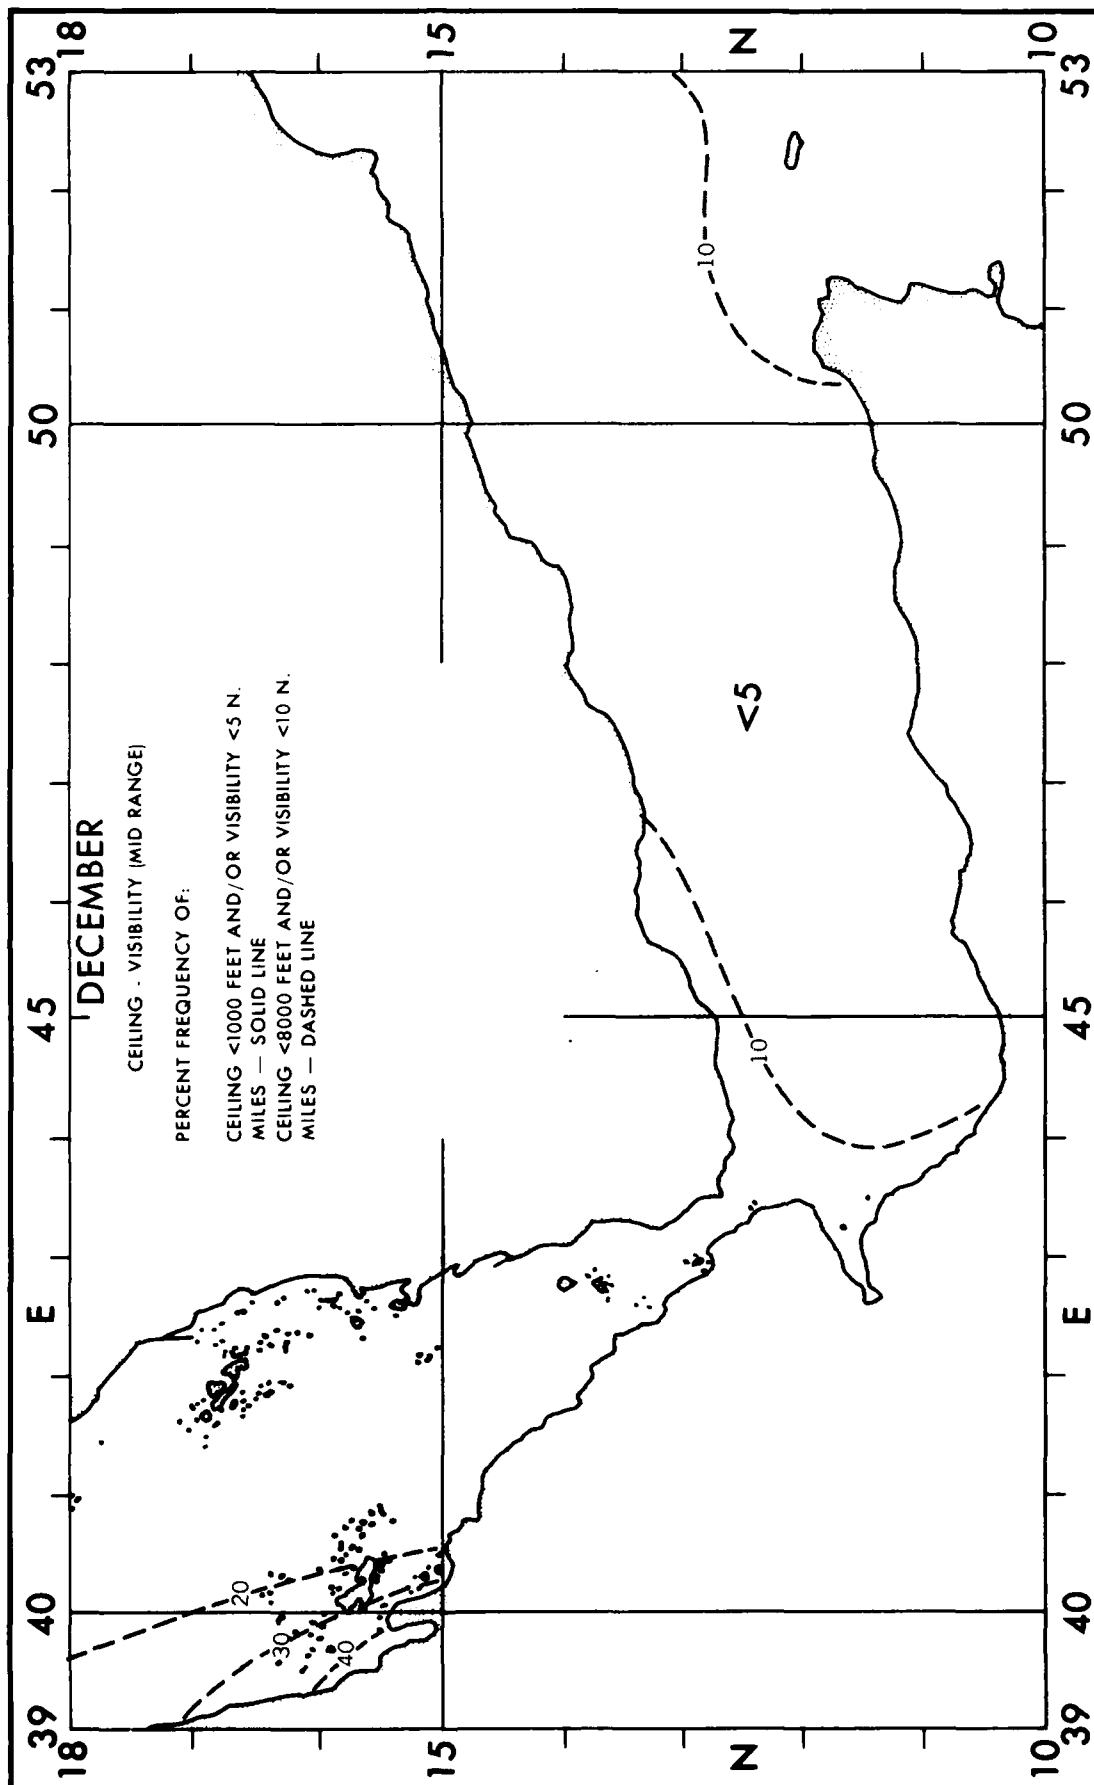 DECEMBER
CEILING - VISIBILITY (MID RANGE)
PERCENT FREQUENCY OF:
CEILING <1000 FEET AND/OR VISIBILITY <5 N.
MILES — SOLID LINE
CEILING <8000 FEET AND/OR VISIBILITY <10 N.
MILES — DASHED LINE
39
40
E
45
50
53
18
18
15
15
N
N
10
10
39
40
E
45
50
53
20
30
40
10
10
<5